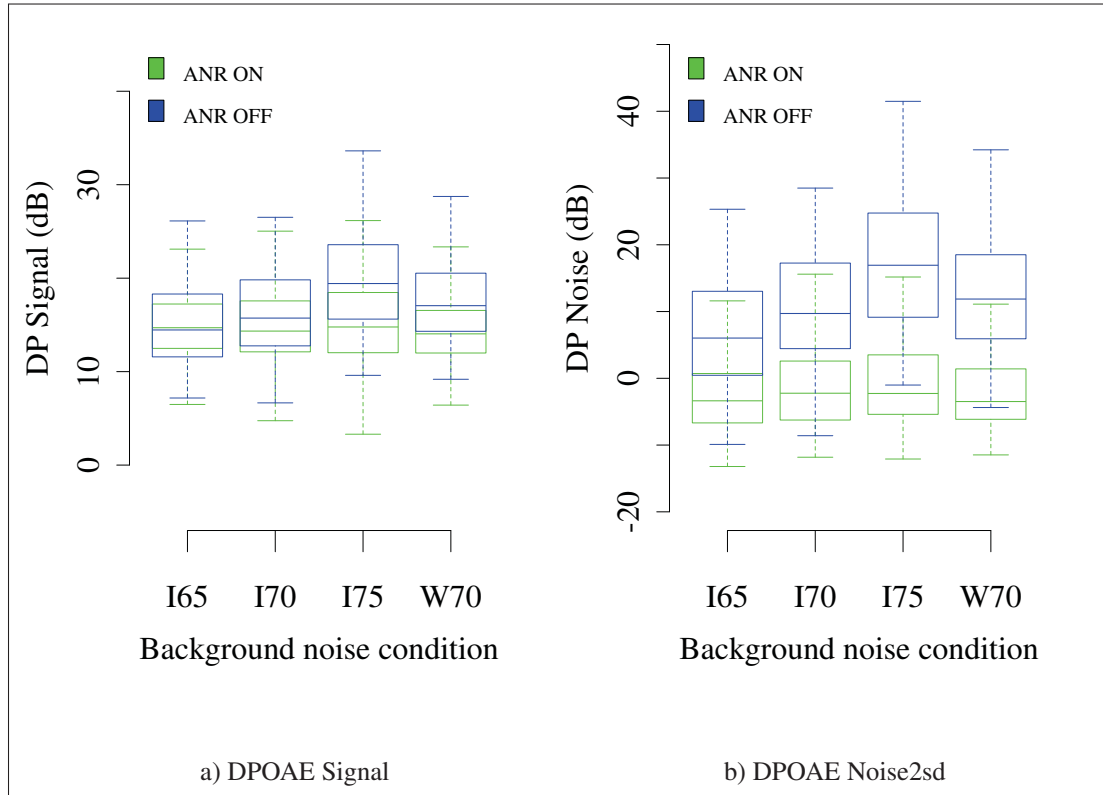 ANR ON
ANR OFF
DP Signal (dB)
30
10
0
I65 I70 I75 W70
Background noise condition
a) DPOAE Signal
ANR ON
ANR OFF
DP Noise (dB)
40
20
0
-20
I65 I70 I75 W70
Background noise condition
b) DPOAE Noise2sd